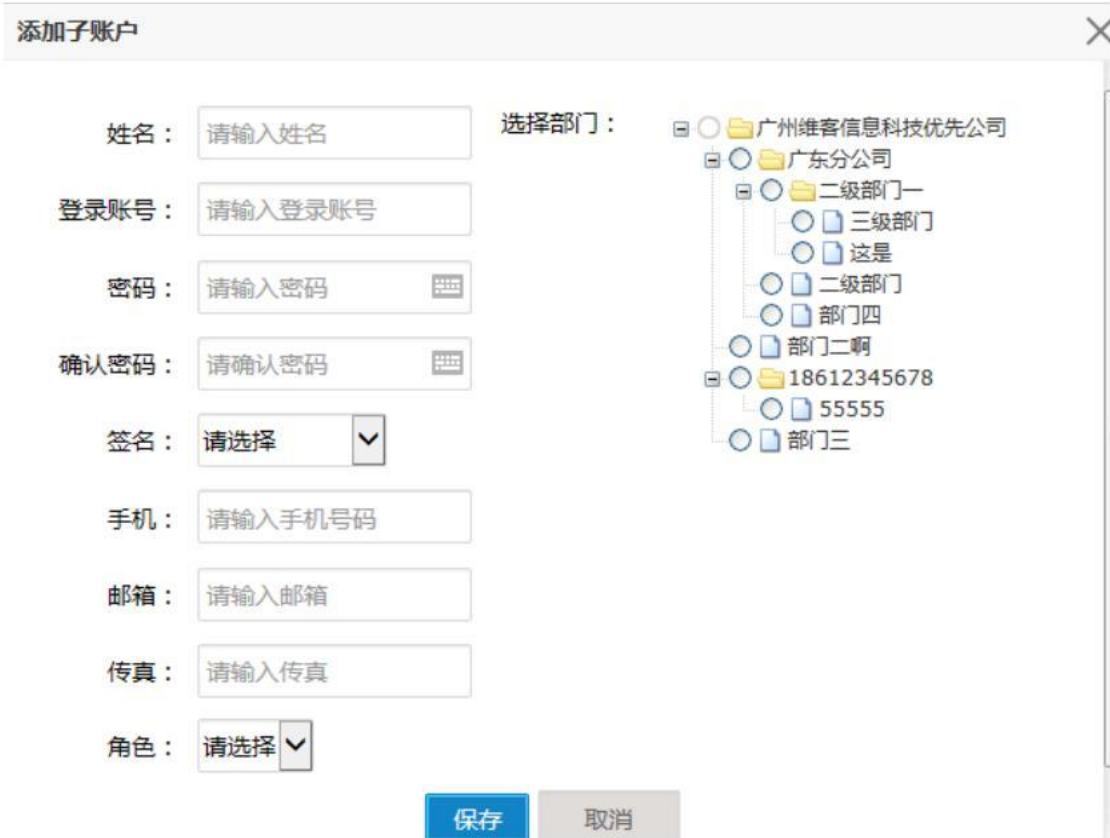 添加子账户
姓名：
请输入姓名
登录账号：
请输入登录账号
密码：
请输入密码
确认密码：
请确认密码
签名：
请选择
手机：
请输入手机号码
邮箱：
请输入邮箱
传真：
请输入传真
角色：
请选择
选择部门：
广州维客信息科技优先公司
广东分公司
二级部门一
三级部门
这是
二级部门
部门四
部门二啊
18612345678
55555
部门三
保存
取消